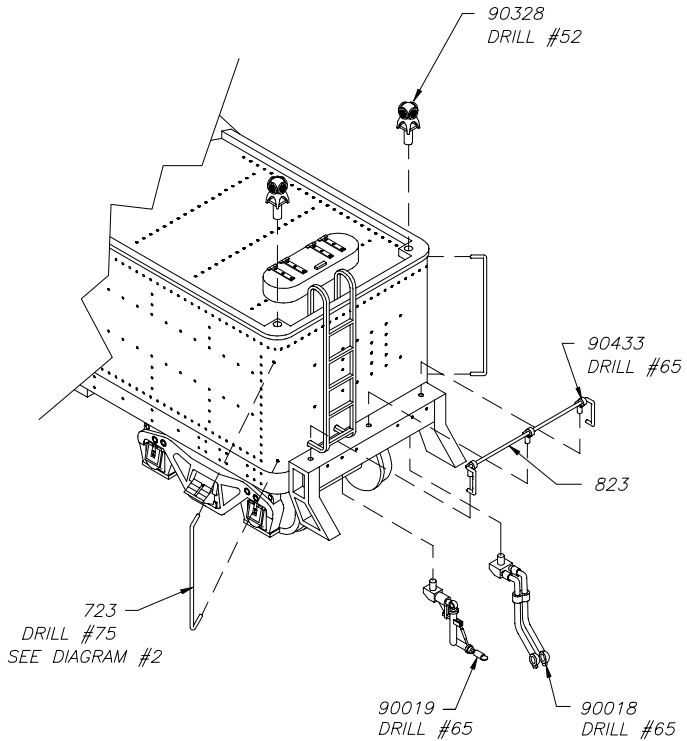 90328
DRILL #52
90433
DRILL #65
823
723
DRILL #75
SEE DIAGRAM #2
90019
DRILL #65
90018
DRILL #65